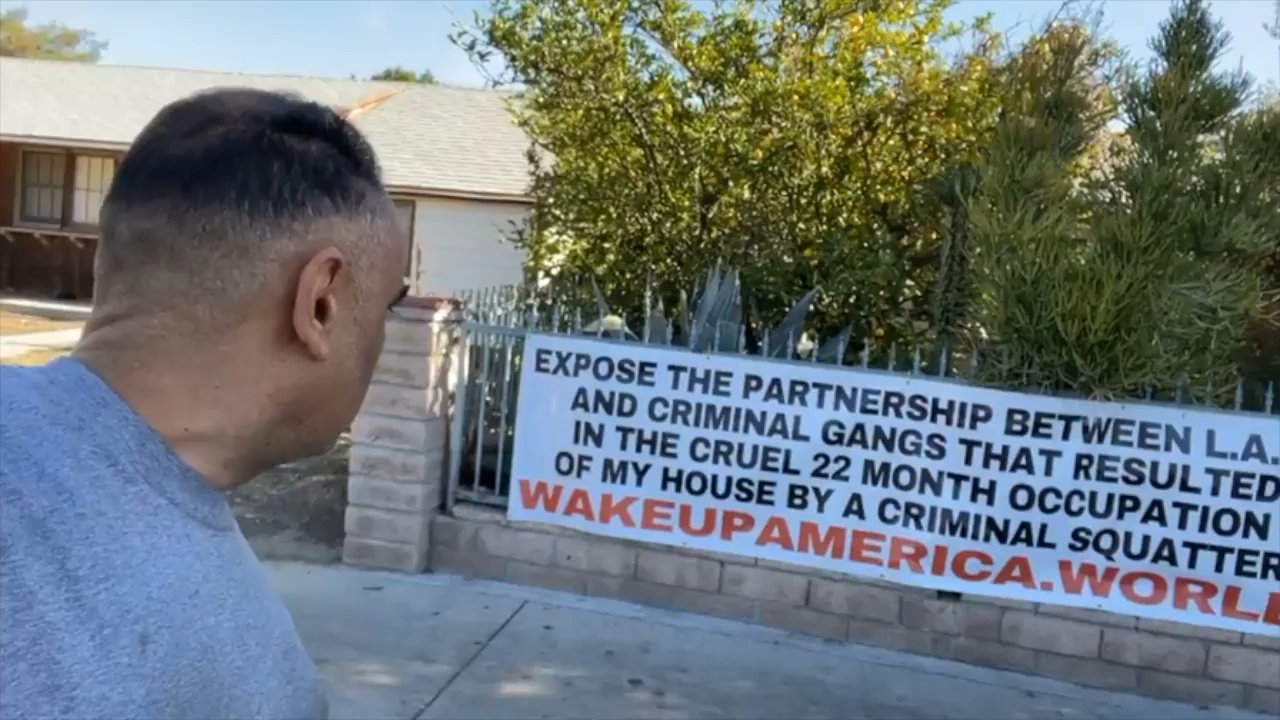 EXPOSE THE PARTNERSHIP BETWEEN L.A.
AND CRIMINAL GANGS THAT RESULTED
IN THE CRUEL 22 MONTH OCCUPATION
OF MY HOUSE BY A CRIMINAL SQUATTER
WAKEUPAMERICA.WORL